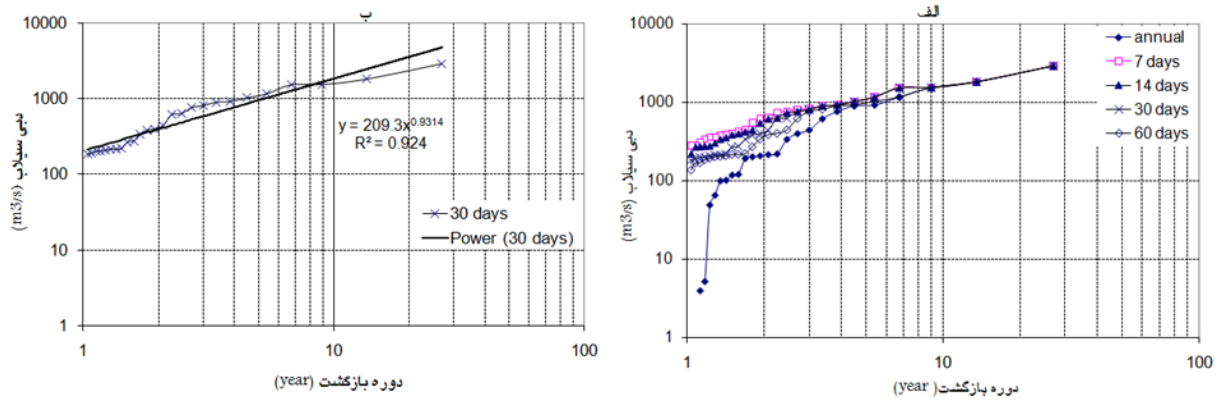 ب
10000
1000
100
10
1
دبی سیلاب (m3/s)
y = 209.3x^0.9314
R² = 0.924
30 days
Power (30 days)
1
10
100
دوره بازگشت (year)
الف
10000
1000
100
10
1
دبی سیلاب (m3/s)
annual
7 days
14 days
30 days
60 days
1
10
100
دوره بازگشت( year)